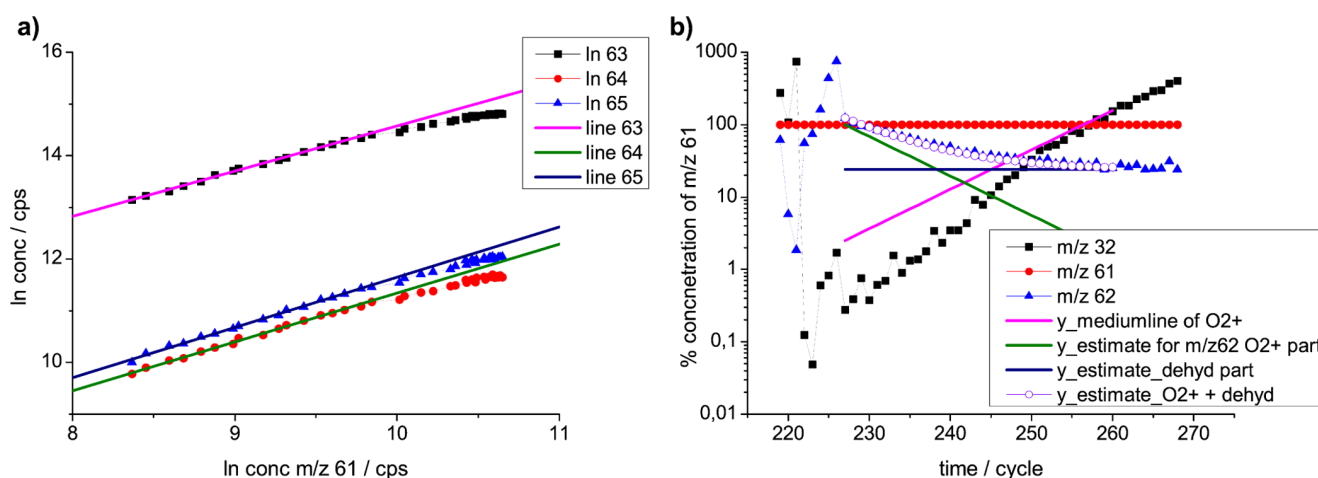 a)
ln conc / cps
16
14
12
10
8
9
10
11
ln conc m/z 61 / cps
ln 63
ln 64
ln 65
line 63
line 64
line 65
b)
% concnetration of m/z 61
1000
100
10
1
0,1
0,01
220
230
240
250
260
270
time / cycle
m/z 32
m/z 61
m/z 62
y_mediumline of O2+
y_estimate for m/z62 O2+ part
y_estimate_dehyd part
y_estimate_O2+ + dehyd